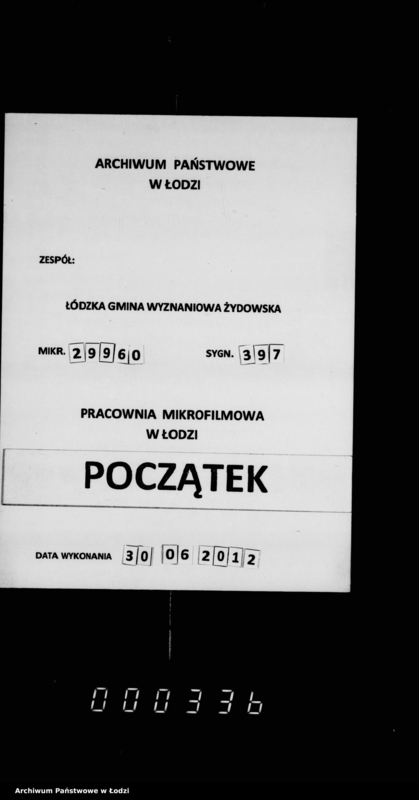 ARCHIWUM PAŃSTWOWE
W ŁODZI
ZESPÓŁ:
ŁÓDZKA GMINA WYZNANIOWA ŻYDOWSKA
MIKR. 29960 SYGN. 397
PRACOWNIA MIKROFILMOWA
W ŁODZI
POCZĄTEK
DATA WYKONANIA 30 06 2012
000336
Archiwum Państwowe w Łodzi